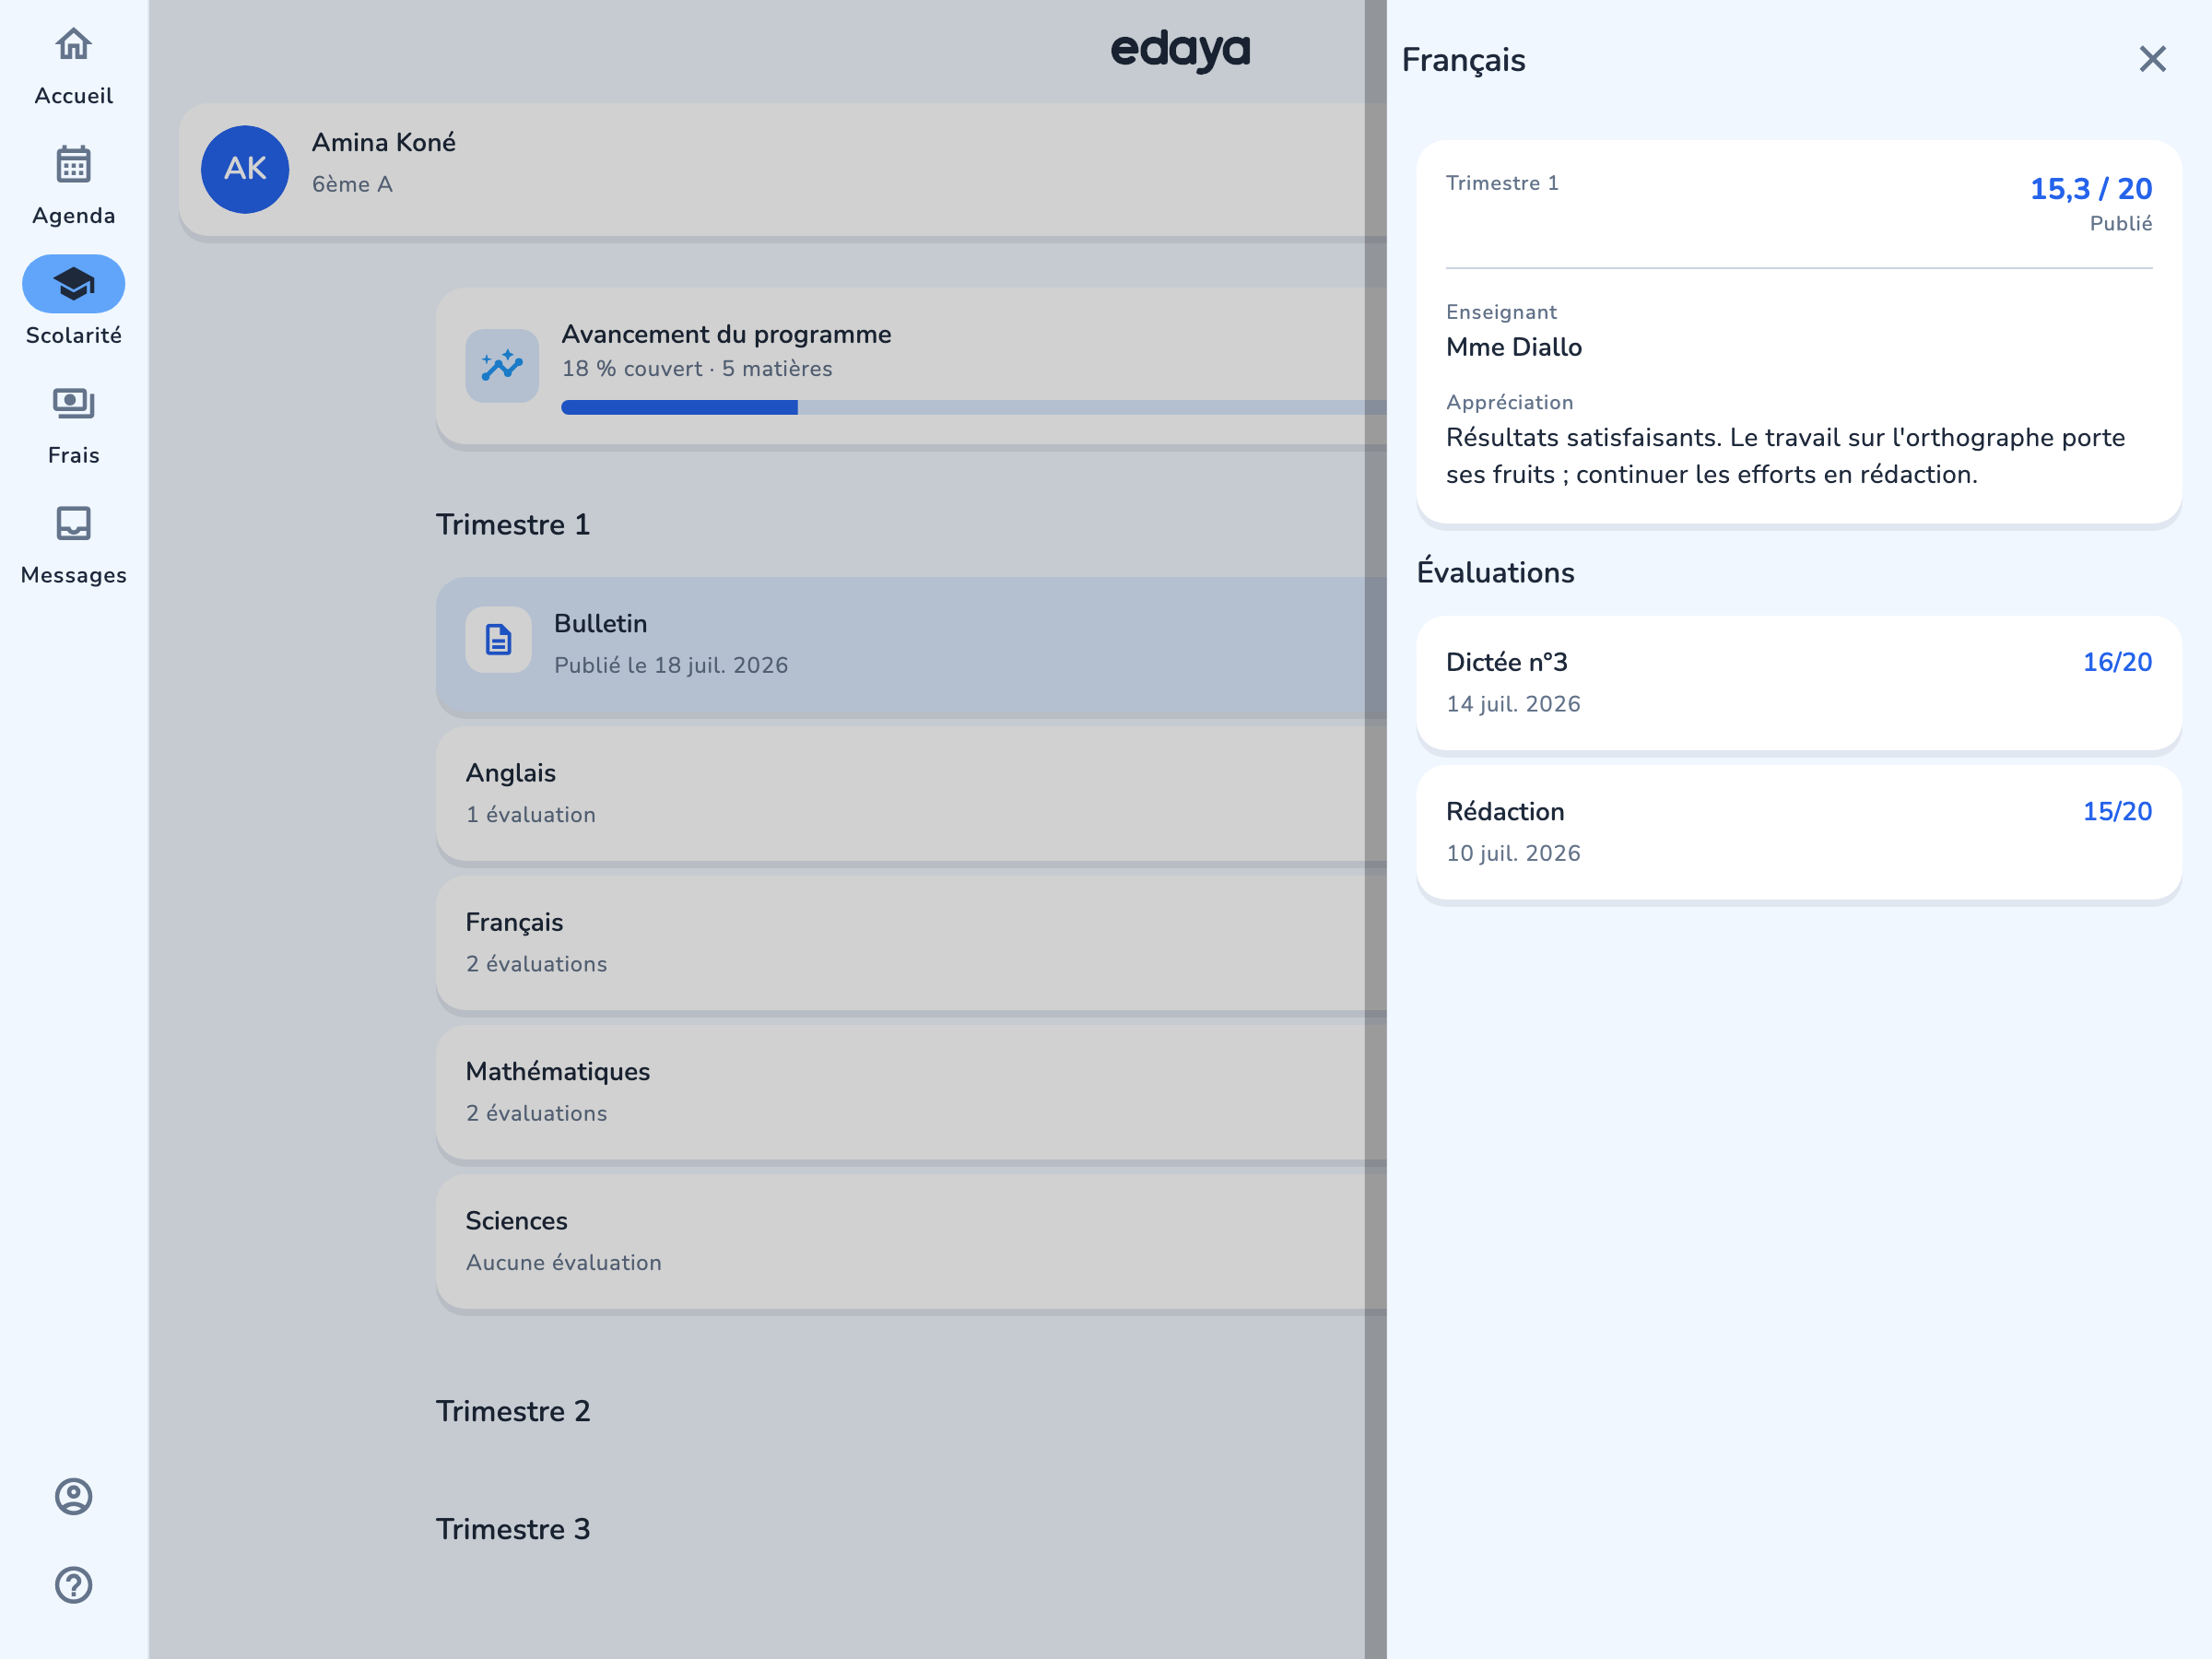 Accueil
Agenda
Scolarité
Frais
Messages
edaya
AK
Amina Koné
6ème A
Avancement du programme
18 % couvert · 5 matières
Trimestre 1
Bulletin
Publié le 18 juil. 2026
Anglais
1 évaluation
Français
2 évaluations
Mathématiques
2 évaluations
Sciences
Aucune évaluation
Trimestre 2
Trimestre 3
Français
Trimestre 1
15,3 / 20
Publié
Enseignant
Mme Diallo
Appréciation
Résultats satisfaisants. Le travail sur l'orthographe porte
ses fruits ; continuer les efforts en rédaction.
Évaluations
Dictée n°3
16/20
14 juil. 2026
Rédaction
15/20
10 juil. 2026